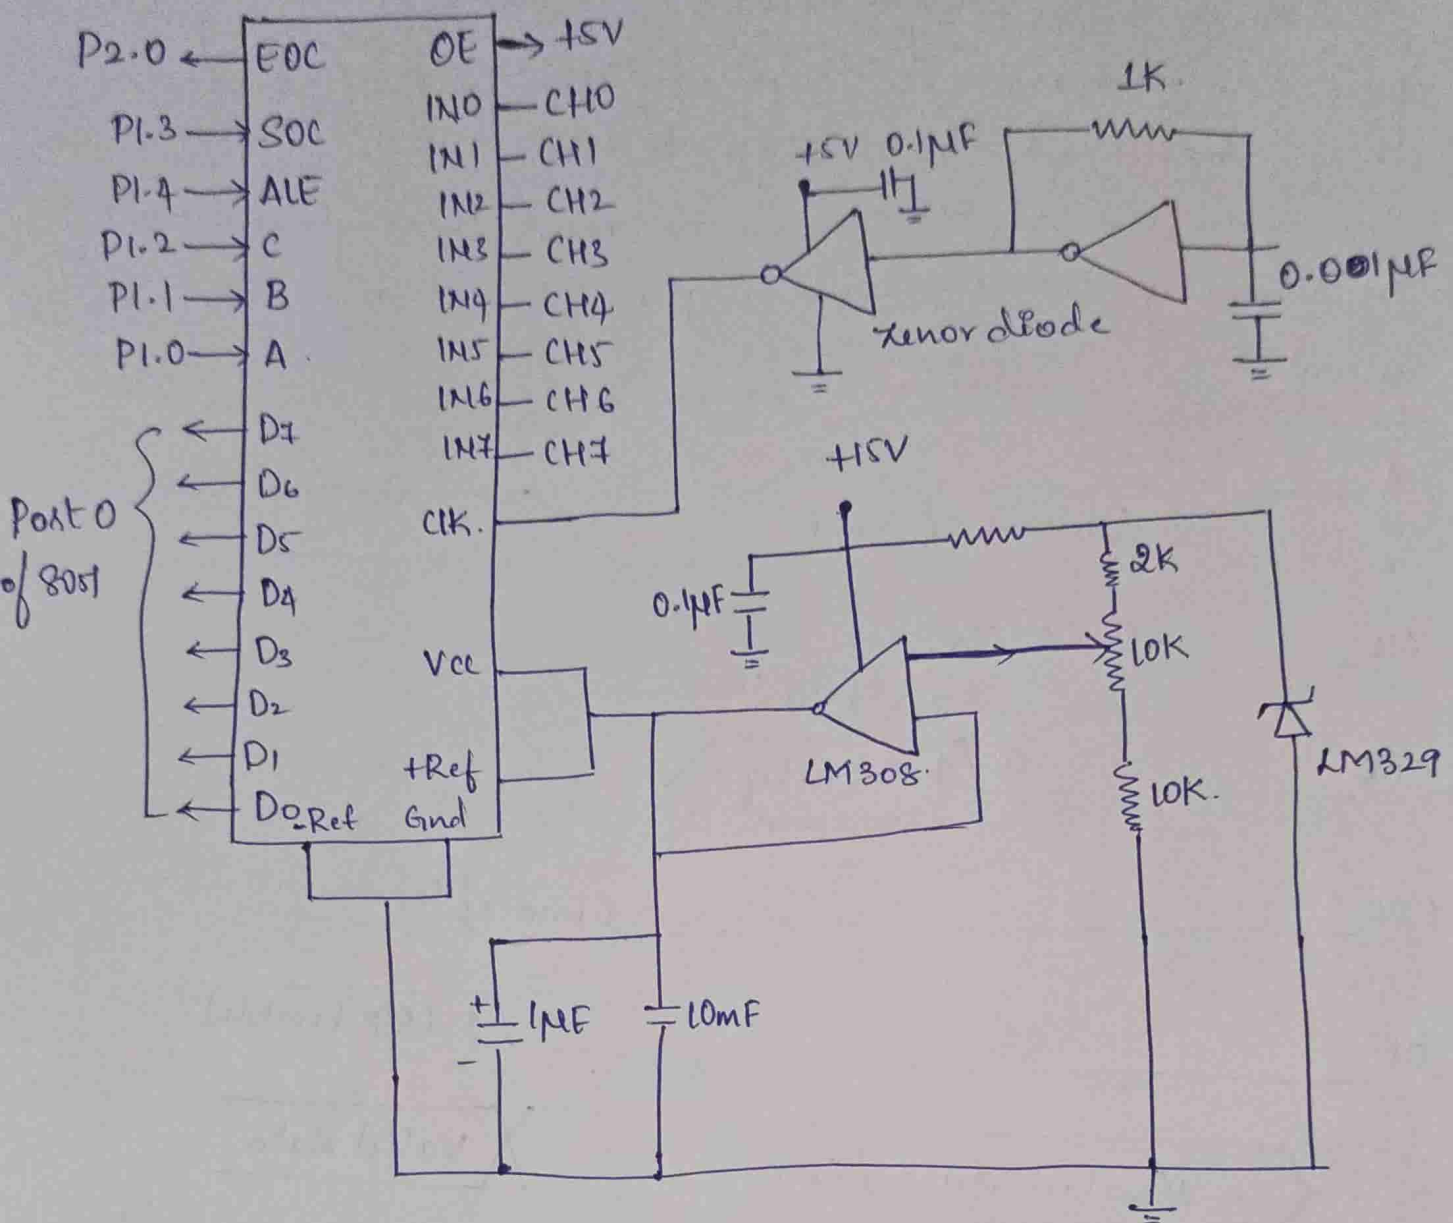 P2.0
EOC
OE
+5V
P1.3
SOC
IN0
CH0
P1.4
ALE
IN1
CH1
P1.2
C
IN2
CH2
P1.1
B
IN3
CH3
P1.0
A
IN4
CH4
IN5
CH5
IN6
CH6
IN7
CH7
D7
D6
D5
D4
D3
D2
D1
D0
Port 0
of 8051
CLK.
Vcc
+Ref
-Ref
Gnd
+5V
0.1μF
1K.
0.001μF
zenor diode
+15V
0.1μF
2K
10K
10K.
LM308.
LM329
+
1μF
-
10mF